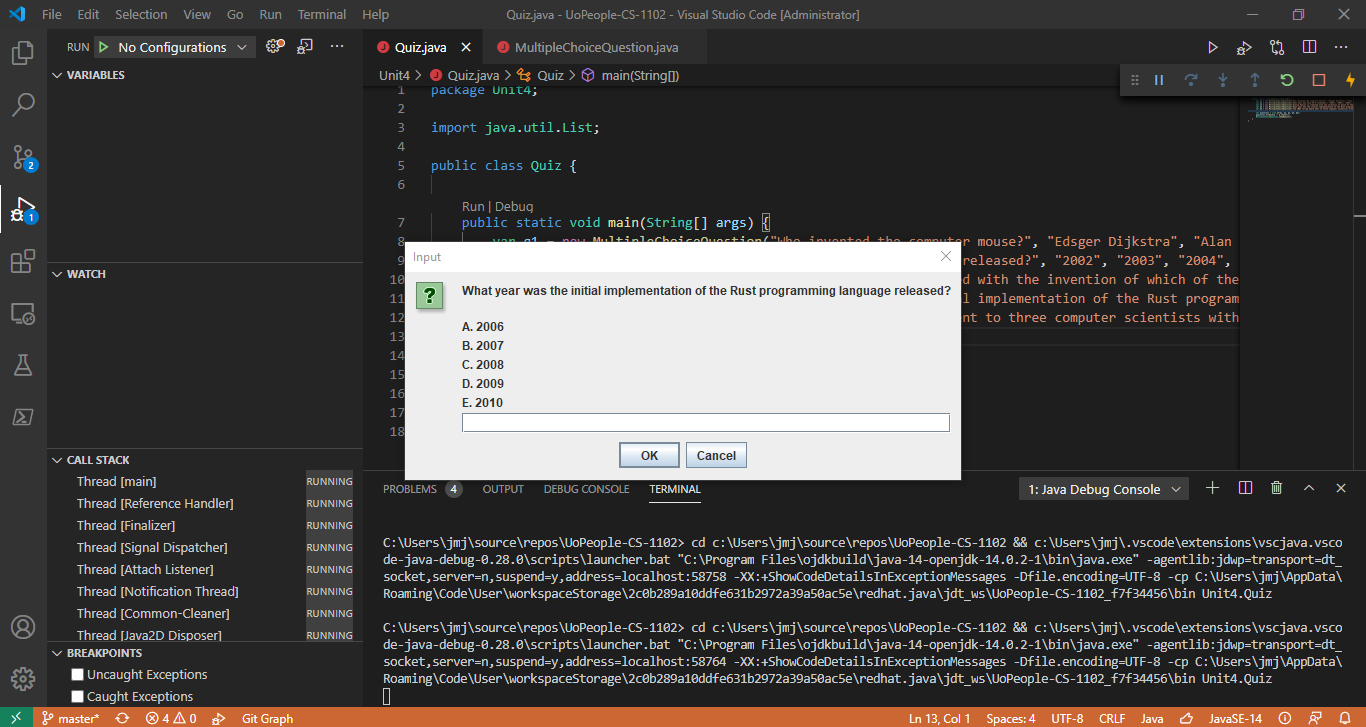 File Edit Selection View Go Run Terminal Help Quiz.java - UoPeople-CS-1102 - Visual Studio Code [Administrator]
RUN No Configurations
VARIABLES
WATCH
CALL STACK
Thread [main] RUNNING
Thread [Reference Handler] RUNNING
Thread [Finalizer] RUNNING
Thread [Signal Dispatcher] RUNNING
Thread [Attach Listener] RUNNING
Thread [Notification Thread] RUNNING
Thread [Common-Cleaner] RUNNING
Thread [Java2D Disposer] RUNNING
BREAKPOINTS
Uncaught Exceptions
Caught Exceptions
2
1
Quiz.java MultipleChoiceQuestion.java
Unit4 > Quiz.java > Quiz > main(String[])
1 package Unit4;
2
3 import java.util.List;
4
5 public class Quiz {
6
Run | Debug
7 public static void main(String[] args) {
8 var q1 = new MultipleChoiceQuestion("Who invented the computer mouse?", "Edsger Dijkstra", "Alan
9 released?", "2002", "2003", "2004",
10 d with the invention of which of the
11 l implementation of the Rust program
12 nt to three computer scientists with
13
14
15
16
17
18
Input
What year was the initial implementation of the Rust programming language released?
A. 2006
B. 2007
C. 2008
D. 2009
E. 2010
OK Cancel
PROBLEMS 4 OUTPUT DEBUG CONSOLE TERMINAL 1: Java Debug Console
C:\Users\jmj\source\repos\UoPeople-CS-1102> cd c:\Users\jmj\source\repos\UoPeople-CS-1102 && c:\Users\jmj\.vscode\extensions\vscjava.vsco
de-java-debug-0.28.0\scripts\launcher.bat "C:\Program Files\ojdkbuild\java-14-openjdk-14.0.2-1\bin\java.exe" -agentlib:jdwp=transport=dt_
socket,server=n,suspend=y,address=localhost:58758 -XX:+ShowCodeDetailsInExceptionMessages -Dfile.encoding=UTF-8 -cp C:\Users\jmj\AppData\
Roaming\Code\User\workspaceStorage\2c0b289a10ddfe631b2972a39a50ac5e\redhat.java\jdt_ws\UoPeople-CS-1102_f7f34456\bin Unit4.Quiz
C:\Users\jmj\source\repos\UoPeople-CS-1102> cd c:\Users\jmj\source\repos\UoPeople-CS-1102 && c:\Users\jmj\.vscode\extensions\vscjava.vsco
de-java-debug-0.28.0\scripts\launcher.bat "C:\Program Files\ojdkbuild\java-14-openjdk-14.0.2-1\bin\java.exe" -agentlib:jdwp=transport=dt_
socket,server=n,suspend=y,address=localhost:58764 -XX:+ShowCodeDetailsInExceptionMessages -Dfile.encoding=UTF-8 -cp C:\Users\jmj\AppData\
Roaming\Code\User\workspaceStorage\2c0b289a10ddfe631b2972a39a50ac5e\redhat.java\jdt_ws\UoPeople-CS-1102_f7f34456\bin Unit4.Quiz
master* 4 0 Git Graph Ln 13, Col 1 Spaces: 4 UTF-8 CRLF Java JavaSE-14